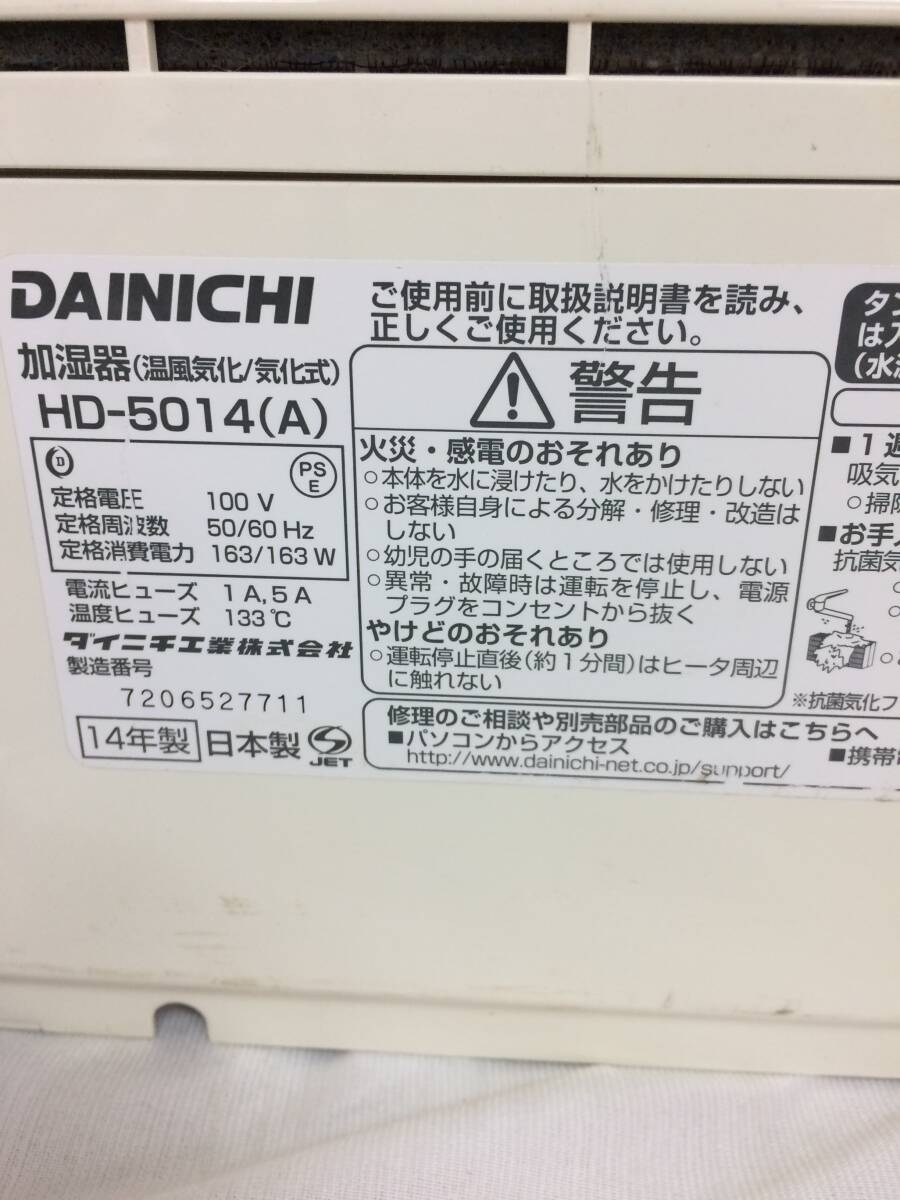 DAINICHI
加湿器(温風気化/気化式)
HD-5014(A)
D
PS
E
定格電圧 100 V
定格周波数 50/60 Hz
定格消費電力 163/163 W
電流ヒューズ 1 A, 5 A
温度ヒューズ 133℃
ダイニチ工業株式会社
製造番号
7206527711
14年製 日本製 JET
ご使用前に取扱説明書を読み、
正しくご使用ください。
警告
火災・感電のおそれあり
○本体を水に浸けたり、水をかけたりしない
○お客様自身による分解・修理・改造は
しない
○幼児の手の届くところでは使用しない
○異常・故障時は運転を停止し、電源
プラグをコンセントから抜く
やけどのおそれあり
○運転停止直後(約1分間)はヒータ周辺
に触れない
修理のご相談や別売部品のご購入はこちらへ
■パソコンからアクセス
http://www.dainichi-net.co.jp/support/
■携帯
タン
は入
(水
■1週
吸気
○掃除
■お手入
抗菌気
※抗菌気化フ